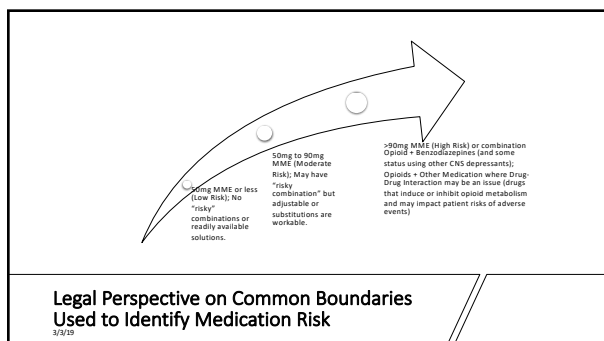 50mg MME or less
(Low Risk); No
“risky”
combinations or
readily available
solutions.
50mg to 90mg
MME (Moderate
Risk); May have
“risky
combination” but
adjustable or
substitutions are
workable.
>90mg MME (High Risk) or combination
Opioid + Benzodiazepines (and some
status using other CNS depressants);
Opioids + Other Medication where Drug-
Drug Interaction may be an issue (drugs
that induce or inhibit opioid metabolism
and may impact patient risks of adverse
events)
Legal Perspective on Common Boundaries
Used to Identify Medication Risk
3/3/19